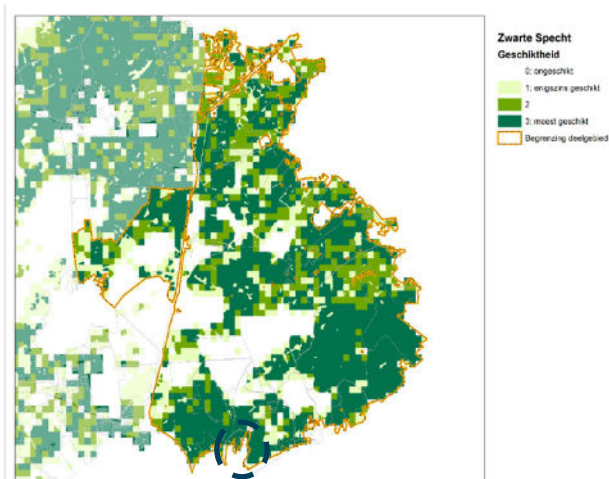 Zwarte Specht
Geschiktheid
0: ongeschikt
1: enigszins geschikt
2
3: meest geschikt
Begrenzing deelgebied